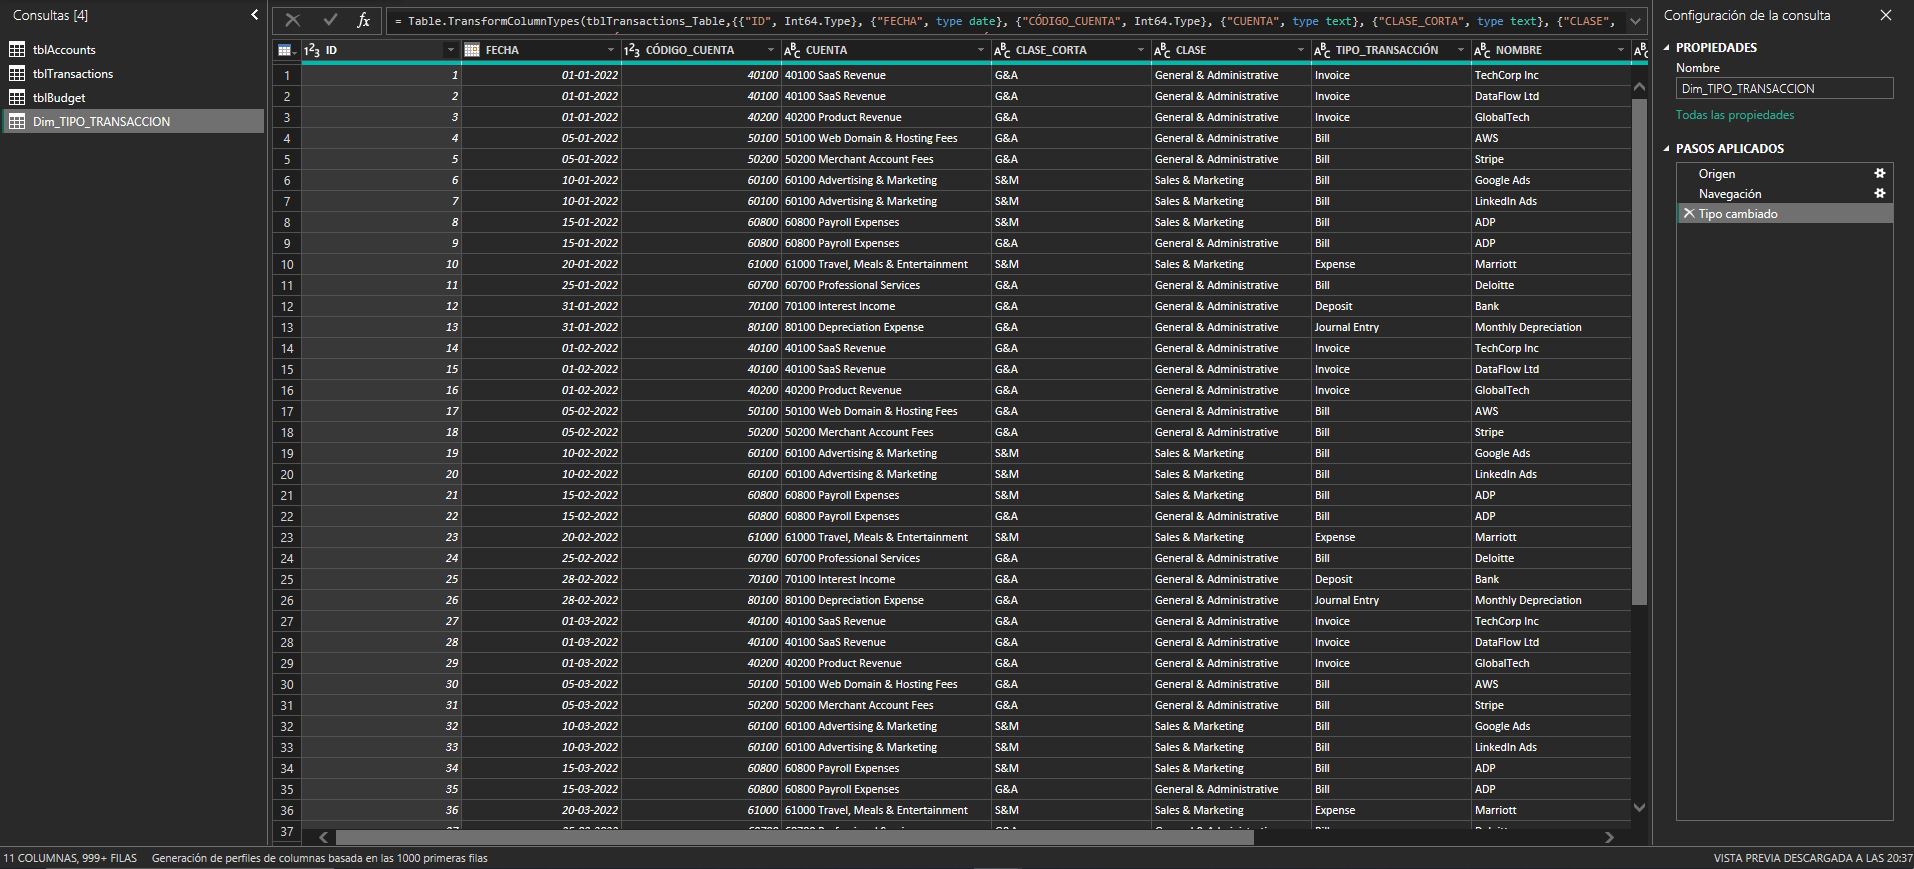 Consultas [4]
tblAccounts
tblTransactions
tblBudget
Dim_TIPO_TRANSACCION
fx
= Table.TransformColumnTypes(tblTransactions_Table,{{"ID", Int64.Type}, {"FECHA", type date}, {"CÓDIGO_CUENTA", Int64.Type}, {"CUENTA", type text}, {"CLASE_CORTA", type text}, {"CLASE",
ID FECHA CÓDIGO_CUENTA CUENTA CLASE_CORTA CLASE TIPO_TRANSACCIÓN NOMBRE
1 1 01-01-2022 40100 40100 SaaS Revenue G&A General & Administrative Invoice TechCorp Inc
2 2 01-01-2022 40100 40100 SaaS Revenue G&A General & Administrative Invoice DataFlow Ltd
3 3 01-01-2022 40200 40200 Product Revenue G&A General & Administrative Invoice GlobalTech
4 4 05-01-2022 50100 50100 Web Domain & Hosting Fees G&A General & Administrative Bill AWS
5 5 05-01-2022 50200 50200 Merchant Account Fees G&A General & Administrative Bill Stripe
6 6 10-01-2022 60100 60100 Advertising & Marketing S&M Sales & Marketing Bill Google Ads
7 7 10-01-2022 60100 60100 Advertising & Marketing S&M Sales & Marketing Bill LinkedIn Ads
8 8 15-01-2022 60800 60800 Payroll Expenses S&M Sales & Marketing Bill ADP
9 9 15-01-2022 60800 60800 Payroll Expenses G&A General & Administrative Bill ADP
10 10 20-01-2022 61000 61000 Travel, Meals & Entertainment S&M Sales & Marketing Expense Marriott
11 11 25-01-2022 60700 60700 Professional Services G&A General & Administrative Bill Deloitte
12 12 31-01-2022 70100 70100 Interest Income G&A General & Administrative Deposit Bank
13 13 31-01-2022 80100 80100 Depreciation Expense G&A General & Administrative Journal Entry Monthly Depreciation
14 14 01-02-2022 40100 40100 SaaS Revenue G&A General & Administrative Invoice TechCorp Inc
15 15 01-02-2022 40100 40100 SaaS Revenue G&A General & Administrative Invoice DataFlow Ltd
16 16 01-02-2022 40200 40200 Product Revenue G&A General & Administrative Invoice GlobalTech
17 17 05-02-2022 50100 50100 Web Domain & Hosting Fees G&A General & Administrative Bill AWS
18 18 05-02-2022 50200 50200 Merchant Account Fees G&A General & Administrative Bill Stripe
19 19 10-02-2022 60100 60100 Advertising & Marketing S&M Sales & Marketing Bill Google Ads
20 20 10-02-2022 60100 60100 Advertising & Marketing S&M Sales & Marketing Bill LinkedIn Ads
21 21 15-02-2022 60800 60800 Payroll Expenses S&M Sales & Marketing Bill ADP
22 22 15-02-2022 60800 60800 Payroll Expenses G&A General & Administrative Bill ADP
23 23 20-02-2022 61000 61000 Travel, Meals & Entertainment S&M Sales & Marketing Expense Marriott
24 24 25-02-2022 60700 60700 Professional Services G&A General & Administrative Bill Deloitte
25 25 28-02-2022 70100 70100 Interest Income G&A General & Administrative Deposit Bank
26 26 28-02-2022 80100 80100 Depreciation Expense G&A General & Administrative Journal Entry Monthly Depreciation
27 27 01-03-2022 40100 40100 SaaS Revenue G&A General & Administrative Invoice TechCorp Inc
28 28 01-03-2022 40100 40100 SaaS Revenue G&A General & Administrative Invoice DataFlow Ltd
29 29 01-03-2022 40200 40200 Product Revenue G&A General & Administrative Invoice GlobalTech
30 30 05-03-2022 50100 50100 Web Domain & Hosting Fees G&A General & Administrative Bill AWS
31 31 05-03-2022 50200 50200 Merchant Account Fees G&A General & Administrative Bill Stripe
32 32 10-03-2022 60100 60100 Advertising & Marketing S&M Sales & Marketing Bill Google Ads
33 33 10-03-2022 60100 60100 Advertising & Marketing S&M Sales & Marketing Bill LinkedIn Ads
34 34 15-03-2022 60800 60800 Payroll Expenses S&M Sales & Marketing Bill ADP
35 35 15-03-2022 60800 60800 Payroll Expenses G&A General & Administrative Bill ADP
36 36 20-03-2022 61000 61000 Travel, Meals & Entertainment S&M Sales & Marketing Expense Marriott
37
Configuración de la consulta
PROPIEDADES
Nombre
Dim_TIPO_TRANSACCION
Todas las propiedades
PASOS APLICADOS
Origen
Navegación
Tipo cambiado
11 COLUMNAS, 999+ FILAS Generación de perfiles de columnas basada en las 1000 primeras filas
VISTA PREVIA DESCARGADA A LAS 20:37